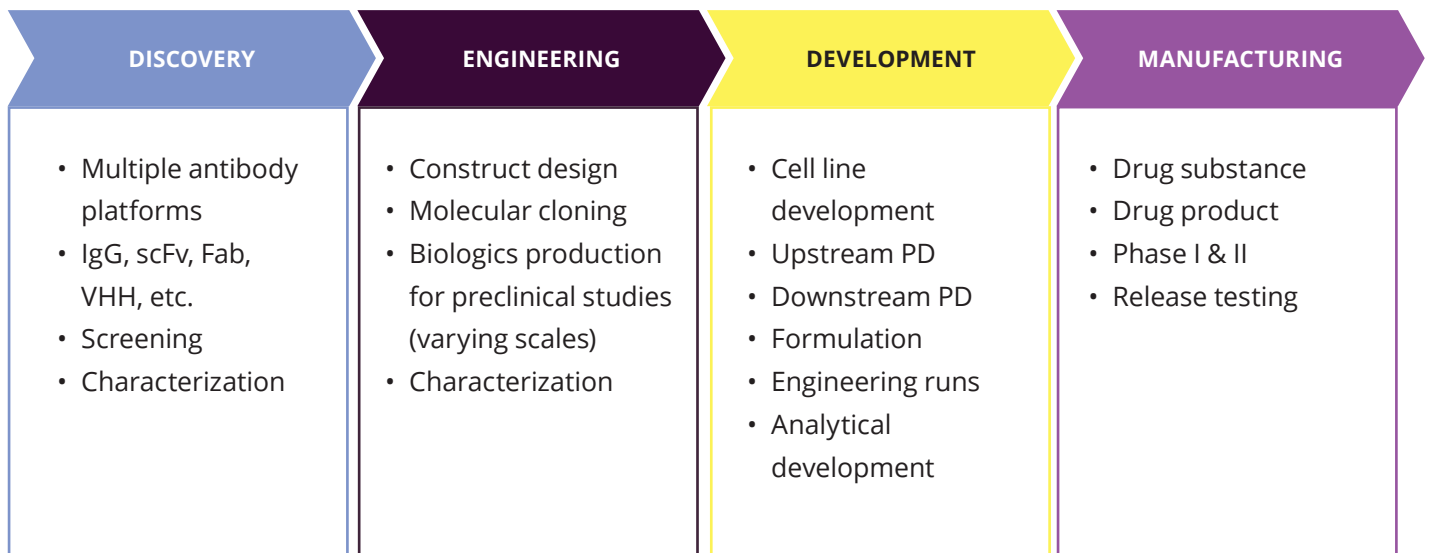 DISCOVERY
• Multiple antibody
platforms
• IgG, scFv, Fab,
VHH, etc.
• Screening
• Characterization
ENGINEERING
• Construct design
• Molecular cloning
• Biologics production
for preclinical studies
(varying scales)
• Characterization
DEVELOPMENT
• Cell line
development
• Upstream PD
• Downstream PD
• Formulation
• Engineering runs
• Analytical
development
MANUFACTURING
• Drug substance
• Drug product
• Phase I & II
• Release testing